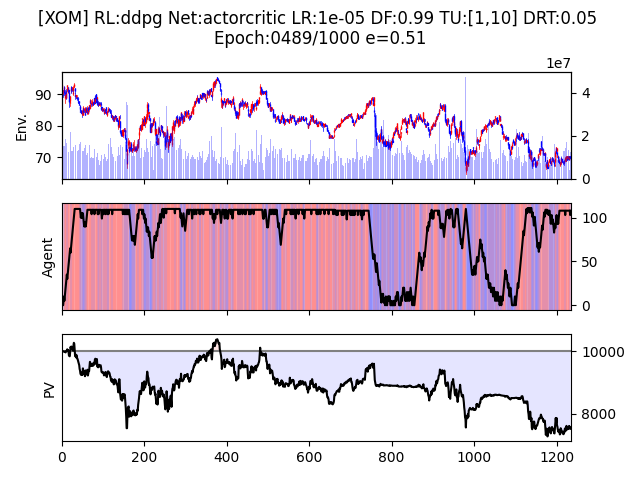 [XOM] RL:ddpg Net:actorcritic LR:1e-05 DF:0.99 TU:[1,10] DRT:0.05
Epoch:0489/1000 e=0.51
1e7
Env.
90
80
70
4
2
0
Agent
100
50
0
PV
10000
8000
0 200 400 600 800 1000 1200